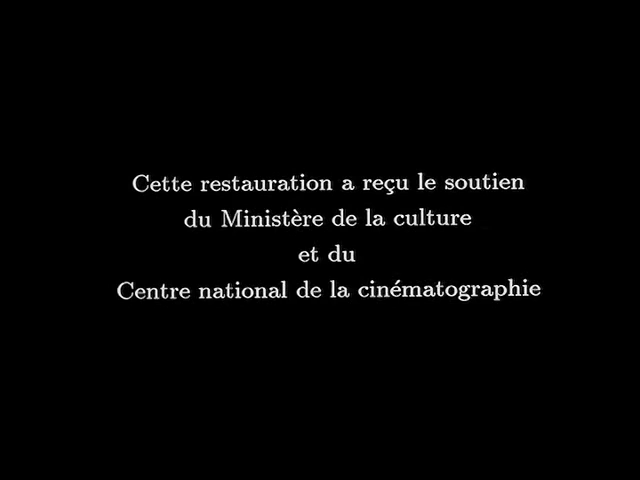 Cette restauration a reçu le soutien
du Ministère de la culture
et du
Centre national de la cinématographie